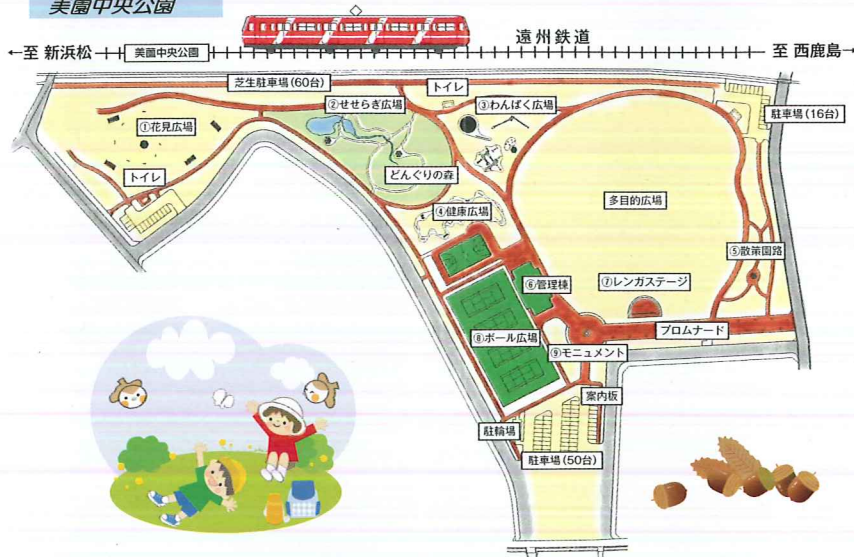 美薗中央公園
遠州鉄道
←至 新浜松
美薗中央公園
至 西鹿島→
芝生駐車場(60台)
トイレ
②せせらぎ広場
③わんぱく広場
駐車場(16台)
①花見広場
トイレ
どんぐりの森
④健康広場
多目的広場
⑤散策園路
⑥管理棟
⑦レンガステージ
プロムナード
⑧ボール広場
⑨モニュメント
案内板
駐輪場
駐車場(50台)